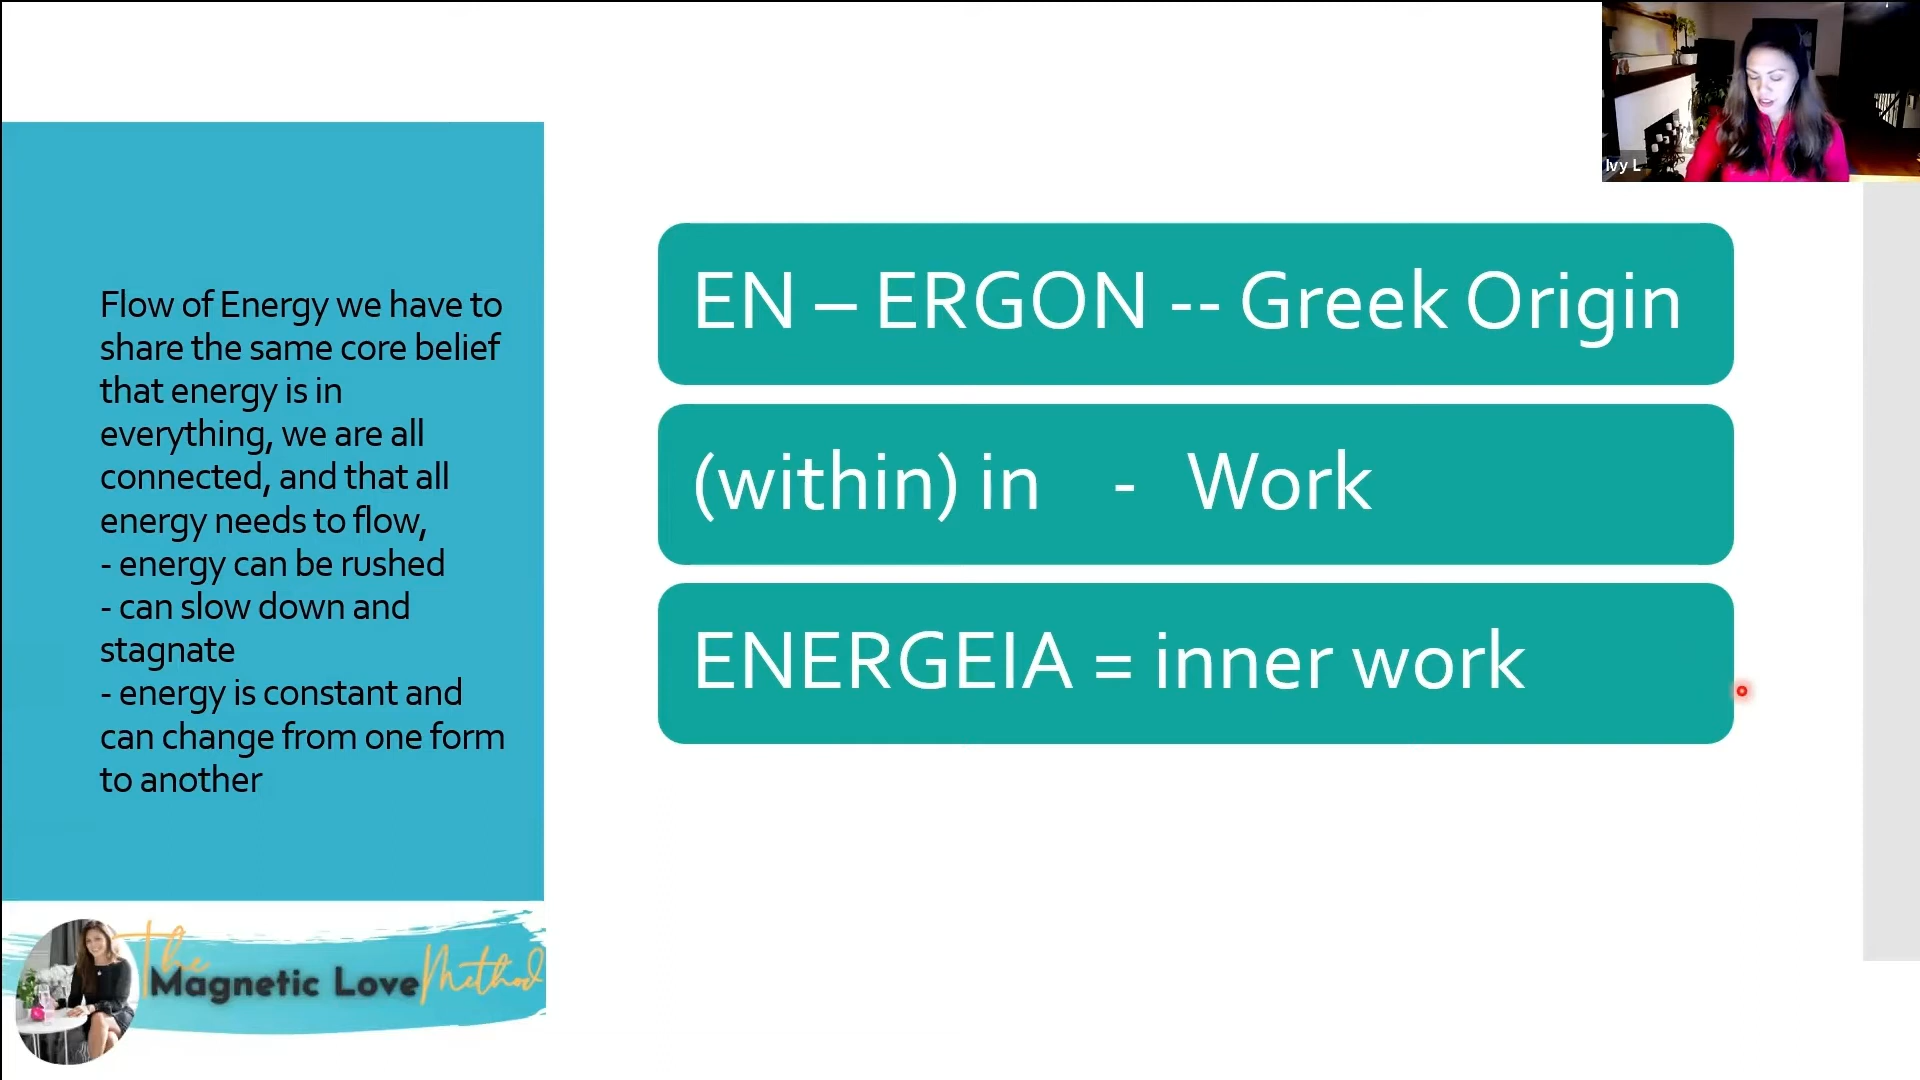 Ivy L
Flow of Energy we have to
share the same core belief
that energy is in
everything, we are all
connected, and that all
energy needs to flow,
- energy can be rushed
- can slow down and
stagnate
- energy is constant and
can change from one form
to another
EN – ERGON -- Greek Origin
(within) in - Work
ENERGEIA = inner work
The Magnetic Love Method